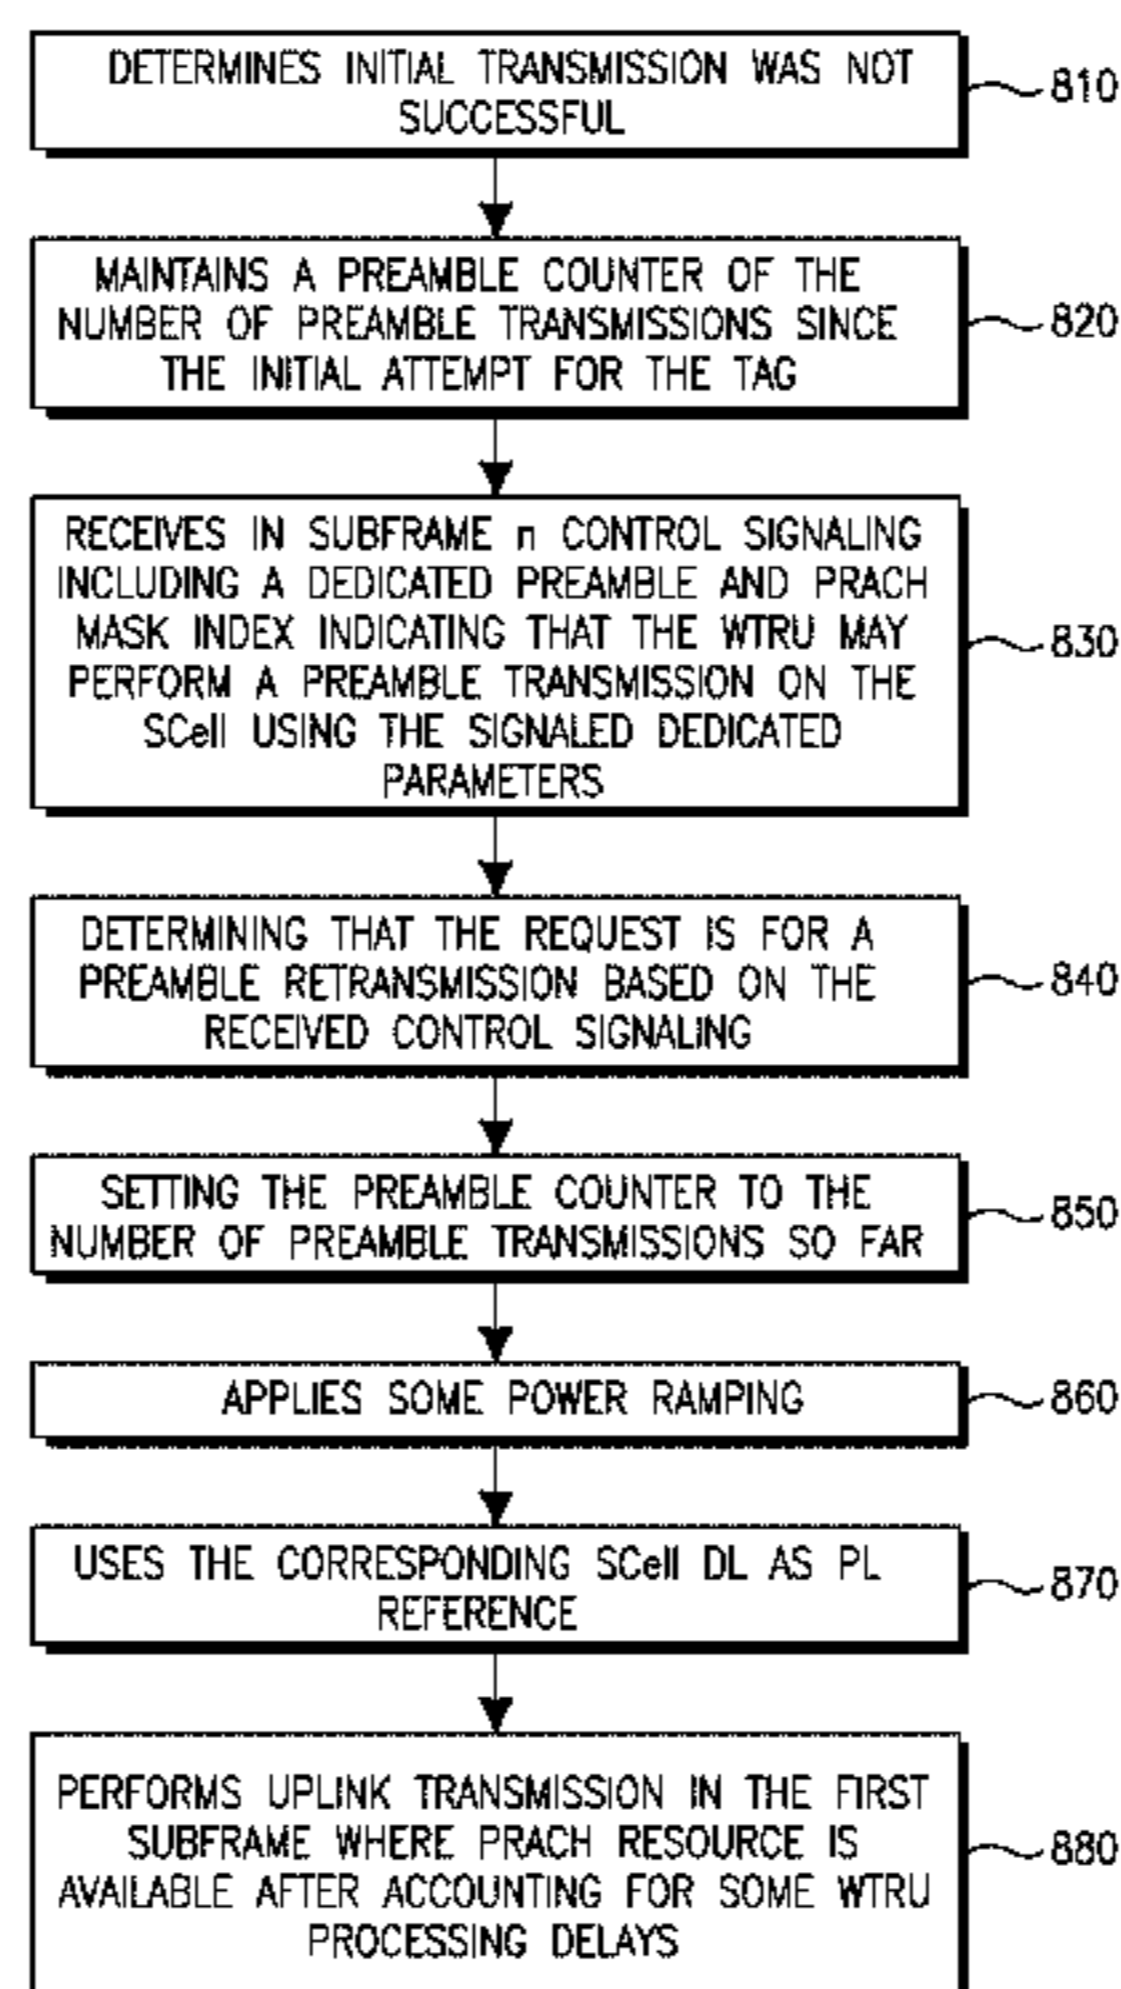 DETERMINES INITIAL TRANSMISSION WAS NOT
SUCCESSFUL
810
MAINTAINS A PREAMBLE COUNTER OF THE
NUMBER OF PREAMBLE TRANSMISSIONS SINCE
THE INITIAL ATTEMPT FOR THE TAG
820
RECEIVES IN SUBFRAME n CONTROL SIGNALING
INCLUDING A DEDICATED PREAMBLE AND PRACH
MASK INDEX INDICATING THAT THE WTRU MAY
PERFORM A PREAMBLE TRANSMISSION ON THE
SCell USING THE SIGNALED DEDICATED
PARAMETERS
830
DETERMINING THAT THE REQUEST IS FOR A
PREAMBLE RETRANSMISSION BASED ON THE
RECEIVED CONTROL SIGNALING
840
SETTING THE PREAMBLE COUNTER TO THE
NUMBER OF PREAMBLE TRANSMISSIONS SO FAR
850
APPLIES SOME POWER RAMPING
860
USES THE CORRESPONDING SCell DL AS PL
REFERENCE
870
PERFORMS UPLINK TRANSMISSION IN THE FIRST
SUBFRAME WHERE PRACH RESOURCE IS
AVAILABLE AFTER ACCOUNTING FOR SOME WTRU
PROCESSING DELAYS
880